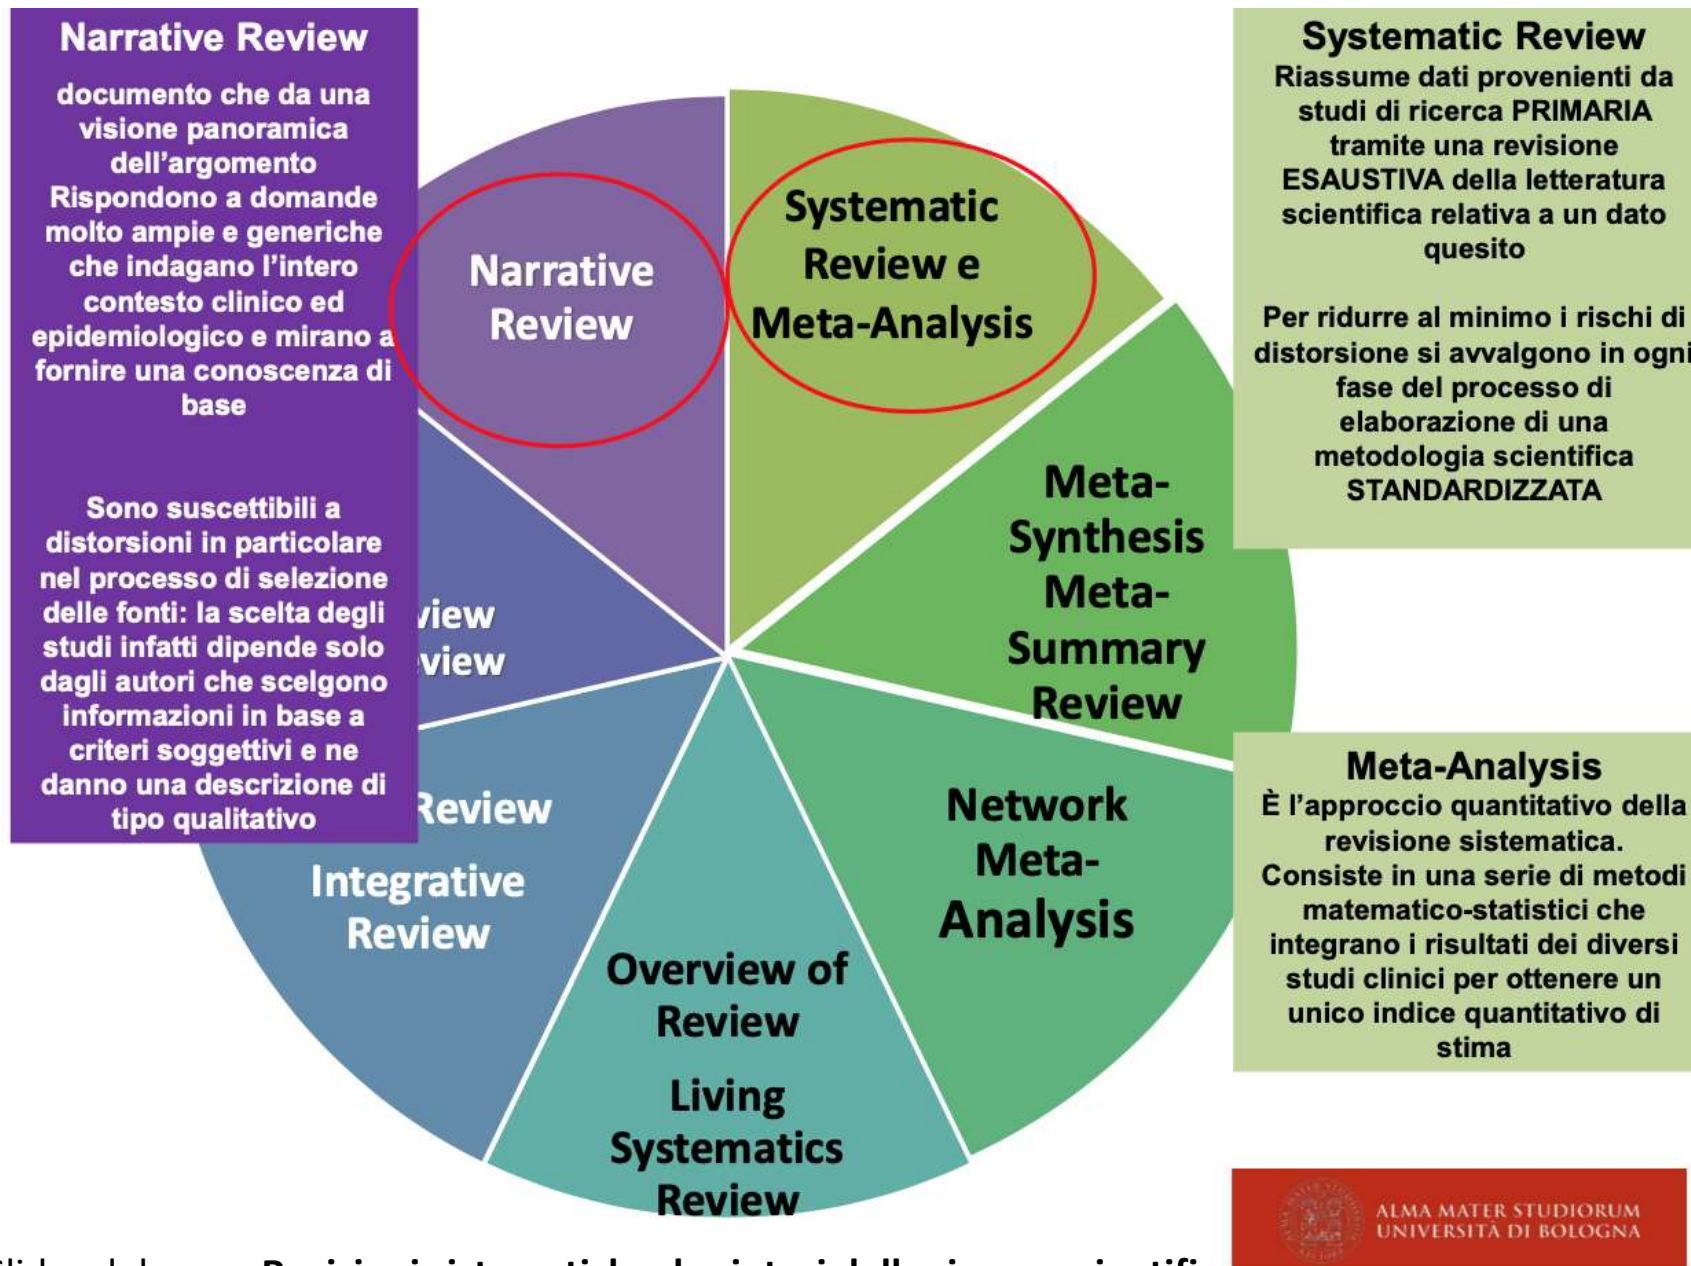 Narrative Review
documento che da una
visione panoramica
dell'argomento
Rispondono a domande
molto ampie e generiche
che indagano l'intero
contesto clinico ed
epidemiologico e mirano a
fornire una conoscenza di
base
Sono suscettibili a
distorsioni in particolare
nel processo di selezione
delle fonti: la scelta degli
studi infatti dipende solo
dagli autori che scelgono
informazioni in base a
criteri soggettivi e ne
danno una descrizione di
tipo qualitativo
Narrative
Review
Systematic
Review e
Meta-Analysis
Meta-
Synthesis
Meta-
Summary
Review
Network
Meta-
Analysis
Overview of
Review
Living
Systematics
Review
Review
Integrative
Review
view
view
Systematic Review
Riassume dati provenienti da
studi di ricerca PRIMARIA
tramite una revisione
ESAUSTIVA della letteratura
scientifica relativa a un dato
quesito
Per ridurre al minimo i rischi di
distorsione si avvalgono in ogni
fase del processo di
elaborazione di una
metodologia scientifica
STANDARDIZZATA
Meta-Analysis
È l'approccio quantitativo della
revisione sistematica.
Consiste in una serie di metodi
matematico-statistici che
integrano i risultati dei diversi
studi clinici per ottenere un
unico indice quantitativo di
stima
ALMA MATER STUDIORUM
UNIVERSITÀ DI BOLOGNA